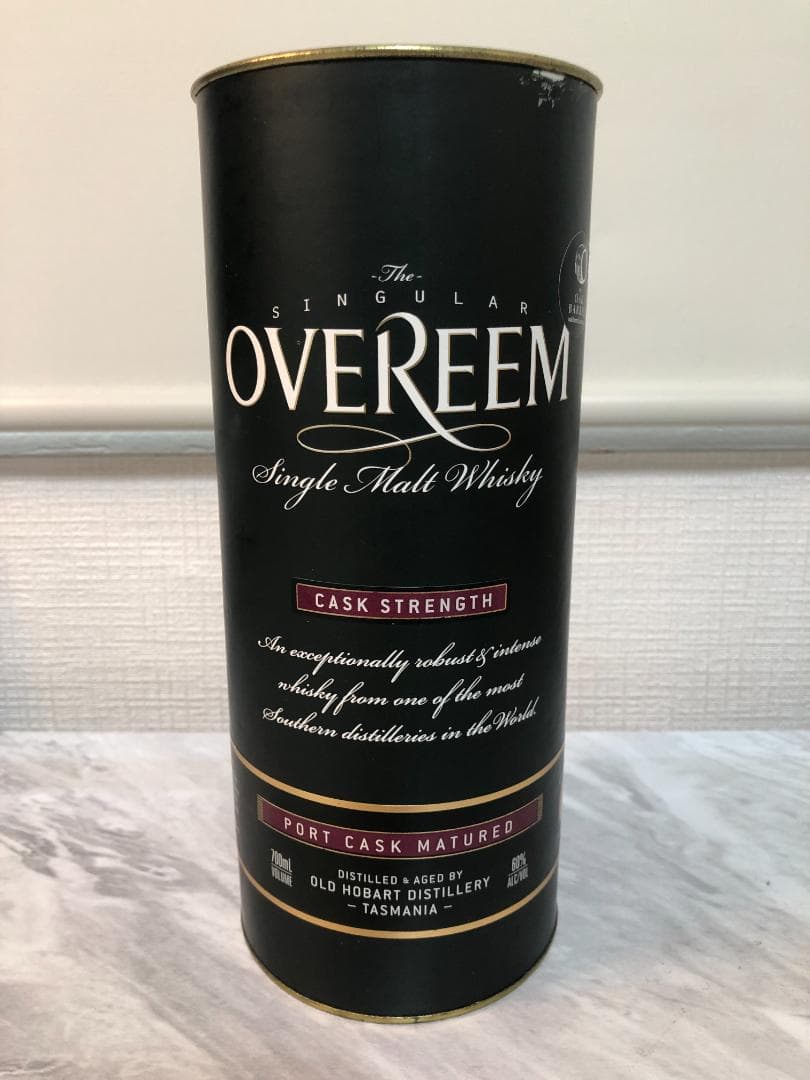 -The-
SINGULAR
OVEREEM
Single Malt Whisky
CASK STRENGTH
An exceptionally robust & intense
whisky from one of the most
Southern distilleries in the World.
PORT CASK MATURED
700mL
VOLUME
DISTILLED & AGED BY
OLD HOBART DISTILLERY
- TASMANIA -
60%
ALC/VOL